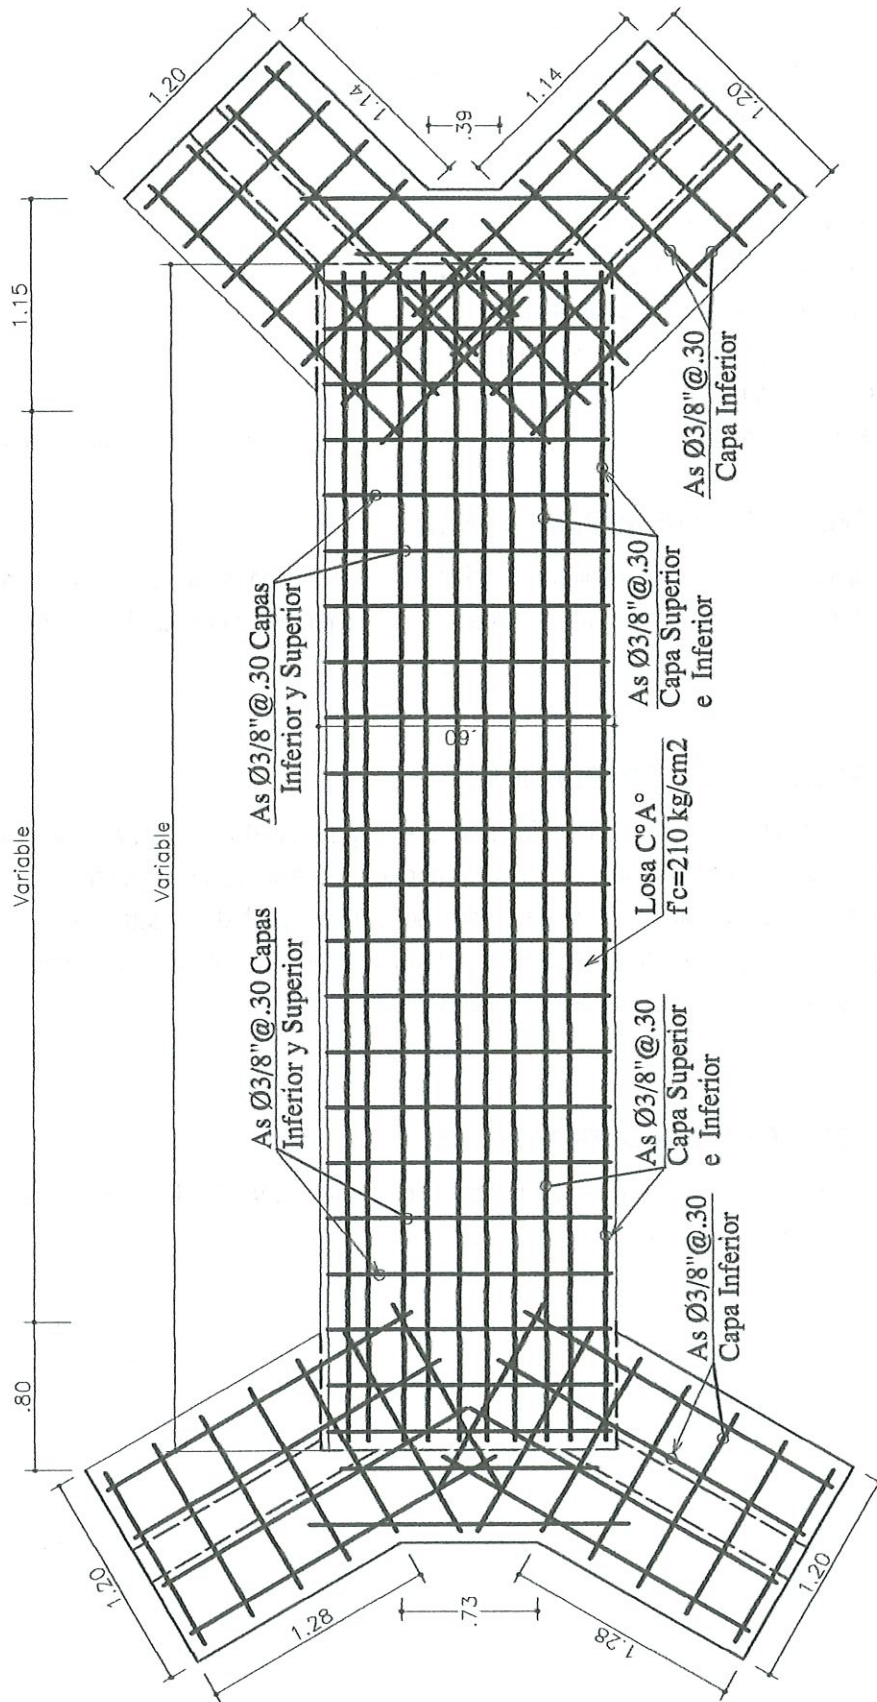 .80
Variable
1.15
Variable
1.20
1.20
As Ø3/8"@.30 Capas
Inferior y Superior
As Ø3/8"@.30 Capas
Inferior y Superior
1.28
1.14
.73
.60
.39
1.28
1.14
As Ø3/8"@.30
Capa Inferior
As Ø3/8"@.30
Capa Superior
e Inferior
Losa C°A°
f'c=210 kg/cm2
As Ø3/8"@.30
Capa Superior
e Inferior
As Ø3/8"@.30
Capa Inferior
1.20
1.20